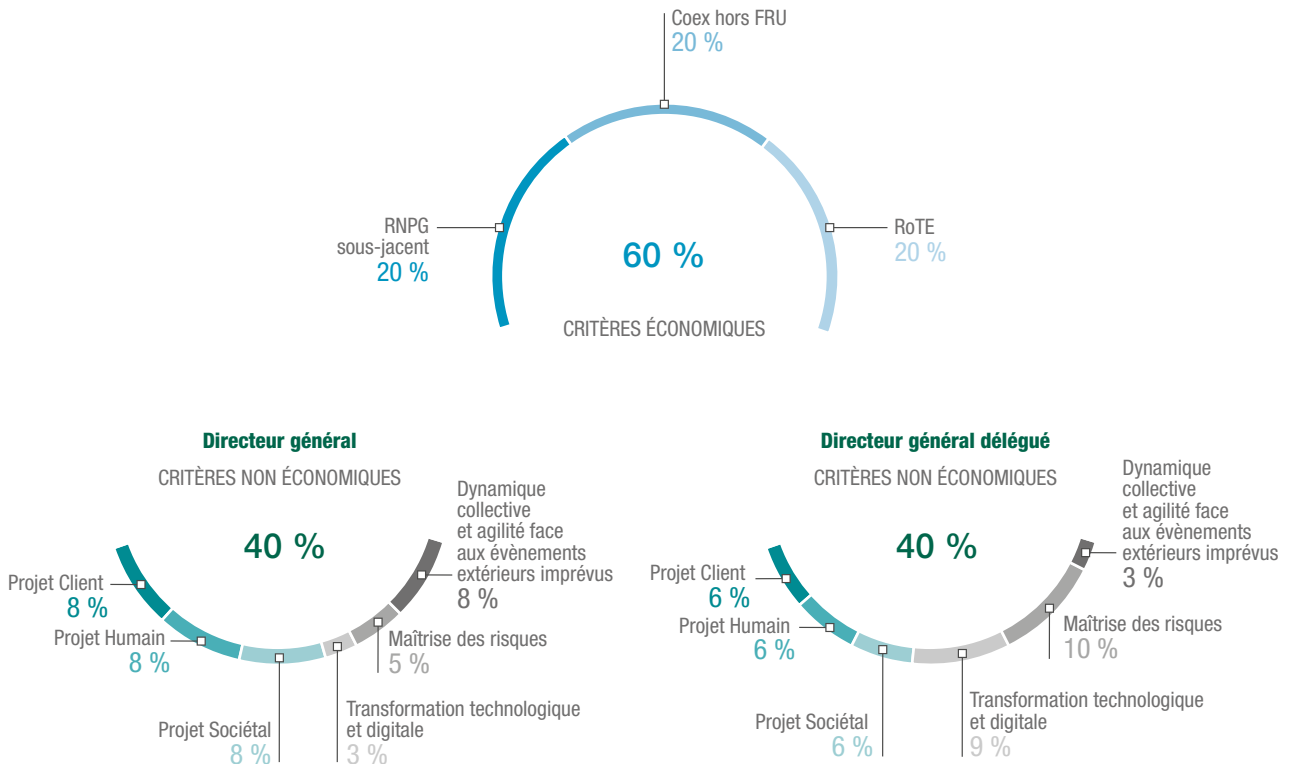 Coex hors FRU
20 %
RNPG
sous-jacent
20 %
60 %
RoTE
20 %
CRITÈRES ÉCONOMIQUES
Directeur général
CRITÈRES NON ÉCONOMIQUES
40 %
Projet Client
8 %
Projet Humain
8 %
Projet Sociétal
8 %
Transformation technologique
et digitale
3 %
Maîtrise des risques
5 %
Dynamique
collective
et agilité face
aux évènements
extérieurs imprévus
8 %
Directeur général délégué
CRITÈRES NON ÉCONOMIQUES
40 %
Projet Client
6 %
Projet Humain
6 %
Projet Sociétal
6 %
Transformation technologique
et digitale
9 %
Maîtrise des risques
10 %
Dynamique
collective
et agilité face
aux évènements
extérieurs imprévus
3 %